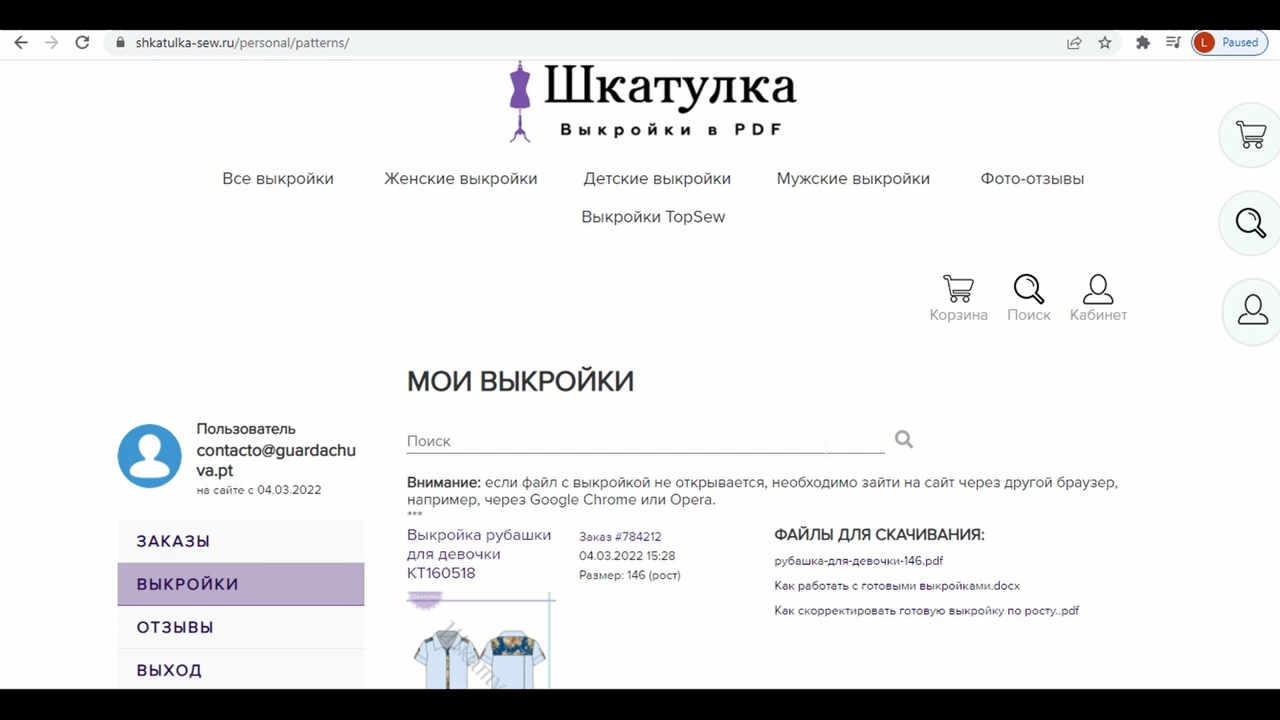 shkatulka-sew.ru/personal/patterns/
L Paused
Шкатулка
Выкройки в PDF
Все выкройки Женские выкройки Детские выкройки Мужские выкройки Фото-отзывы
Выкройки TopSew
Корзина Поиск Кабинет
МОИ ВЫКРОЙКИ
Пользователь
contacto@guardachu
va.pt
на сайте с 04.03.2022
ЗАКАЗЫ
ВЫКРОЙКИ
ОТЗЫВЫ
ВЫХОД
Поиск
Внимание: если файл с выкройкой не открывается, необходимо зайти на сайт через другой браузер,
например, через Google Chrome или Opera.
***
Выкройка рубашки
для девочки
КТ160518
Заказ #784212
04.03.2022 15:28
Размер: 146 (рост)
ФАЙЛЫ ДЛЯ СКАЧИВАНИЯ:
рубашка-для-девочки-146.pdf
Как работать с готовыми выкройками.docx
Как скорректировать готовую выкройку по росту..pdf